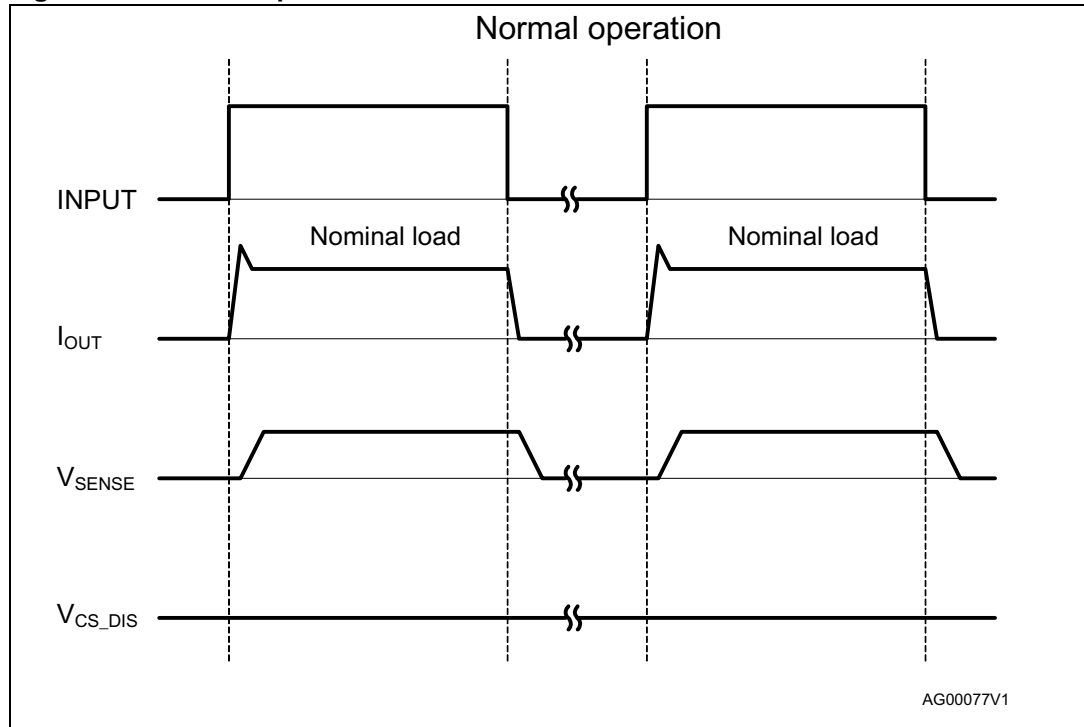 Normal operation
INPUT
Nominal load Nominal load
IOUT
VSENSE
VCS_DIS
AG00077V1